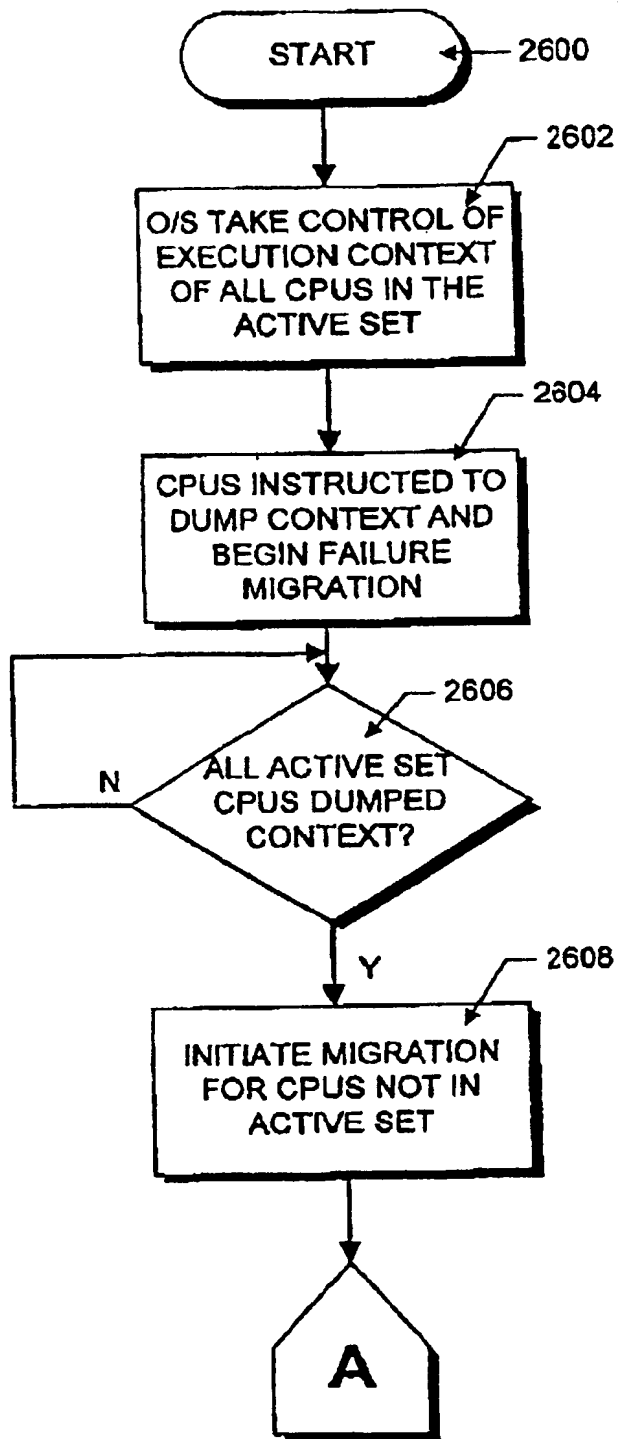 START
2600
2602
O/S TAKE CONTROL OF
EXECUTION CONTEXT
OF ALL CPUS IN THE
ACTIVE SET
2604
CPUS INSTRUCTED TO
DUMP CONTEXT AND
BEGIN FAILURE
MIGRATION
2606
ALL ACTIVE SET
CPUS DUMPED
CONTEXT?
N
Y
2608
INITIATE MIGRATION
FOR CPUS NOT IN
ACTIVE SET
A